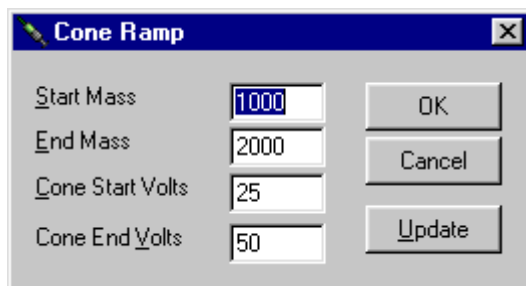 Cone Ramp
Start Mass 1000 OK
End Mass 2000 Cancel
Cone Start Volts 25
Cone End Volts 50 Update